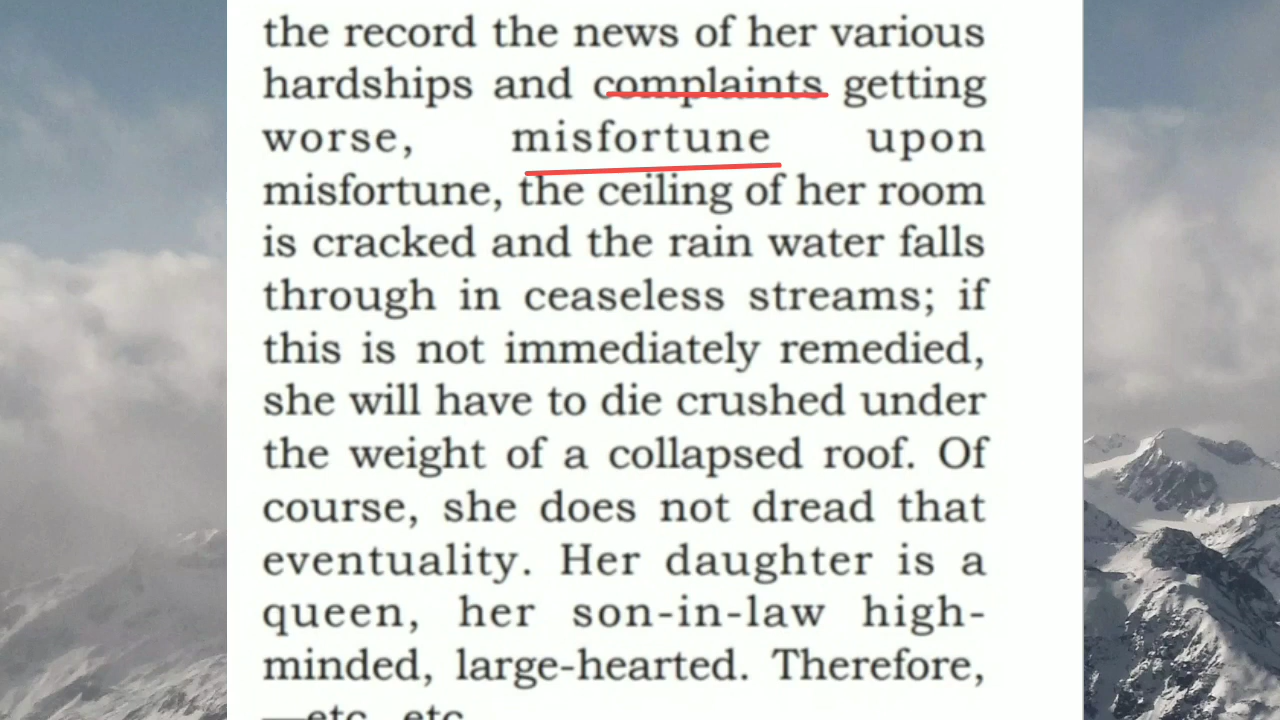 the record the news of her various
hardships and complaints getting
worse, misfortune upon
misfortune, the ceiling of her room
is cracked and the rain water falls
through in ceaseless streams; if
this is not immediately remedied,
she will have to die crushed under
the weight of a collapsed roof. Of
course, she does not dread that
eventuality. Her daughter is a
queen, her son-in-law high-
minded, large-hearted. Therefore,
—etc., etc.